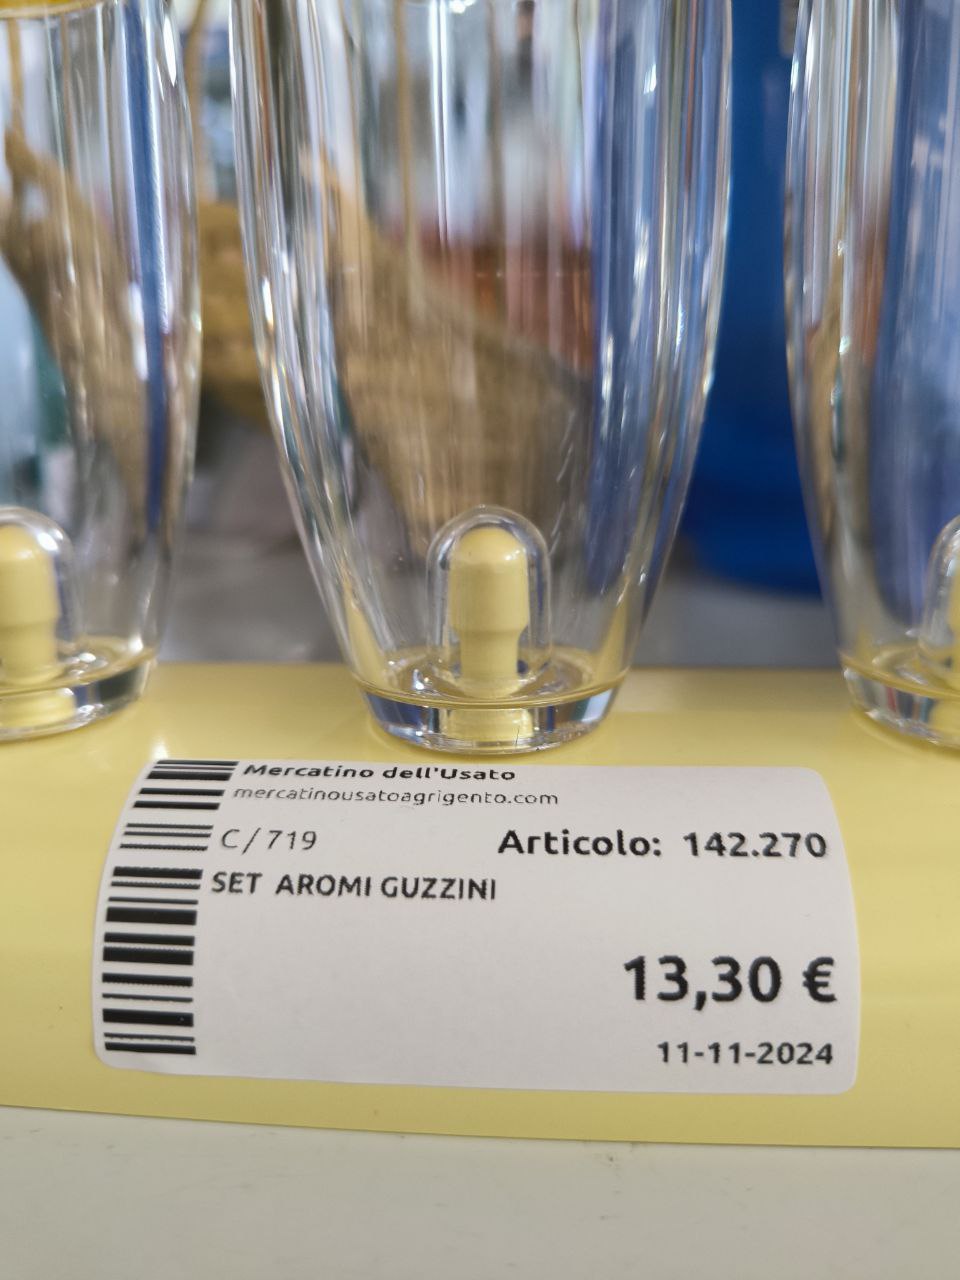 Mercatino dell'Usato
mercatinousatoagrigento.com
C/719 Articolo: 142.270
SET AROMI GUZZINI
13,30 €
11-11-2024